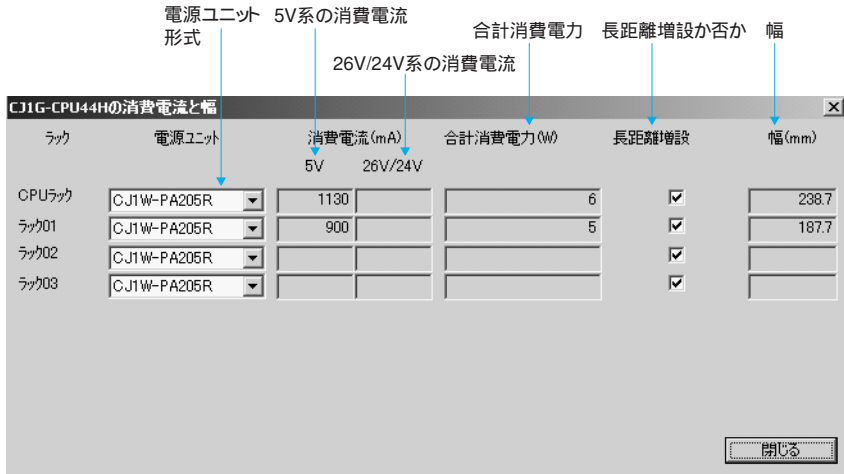 電源ユニット 5V系の消費電流
形式
合計消費電力 長距離増設か否か 幅
26V/24V系の消費電流
CJ1G-CPU44Hの消費電流と幅
ラック 電源ユニット 消費電流(mA) 合計消費電力(W) 長距離増設 幅(mm)
5V 26V/24V
CPUラック CJ1W-PA205R 1130 6 238.7
ラック01 CJ1W-PA205R 900 5 187.7
ラック02 CJ1W-PA205R
ラック03 CJ1W-PA205R
閉じる